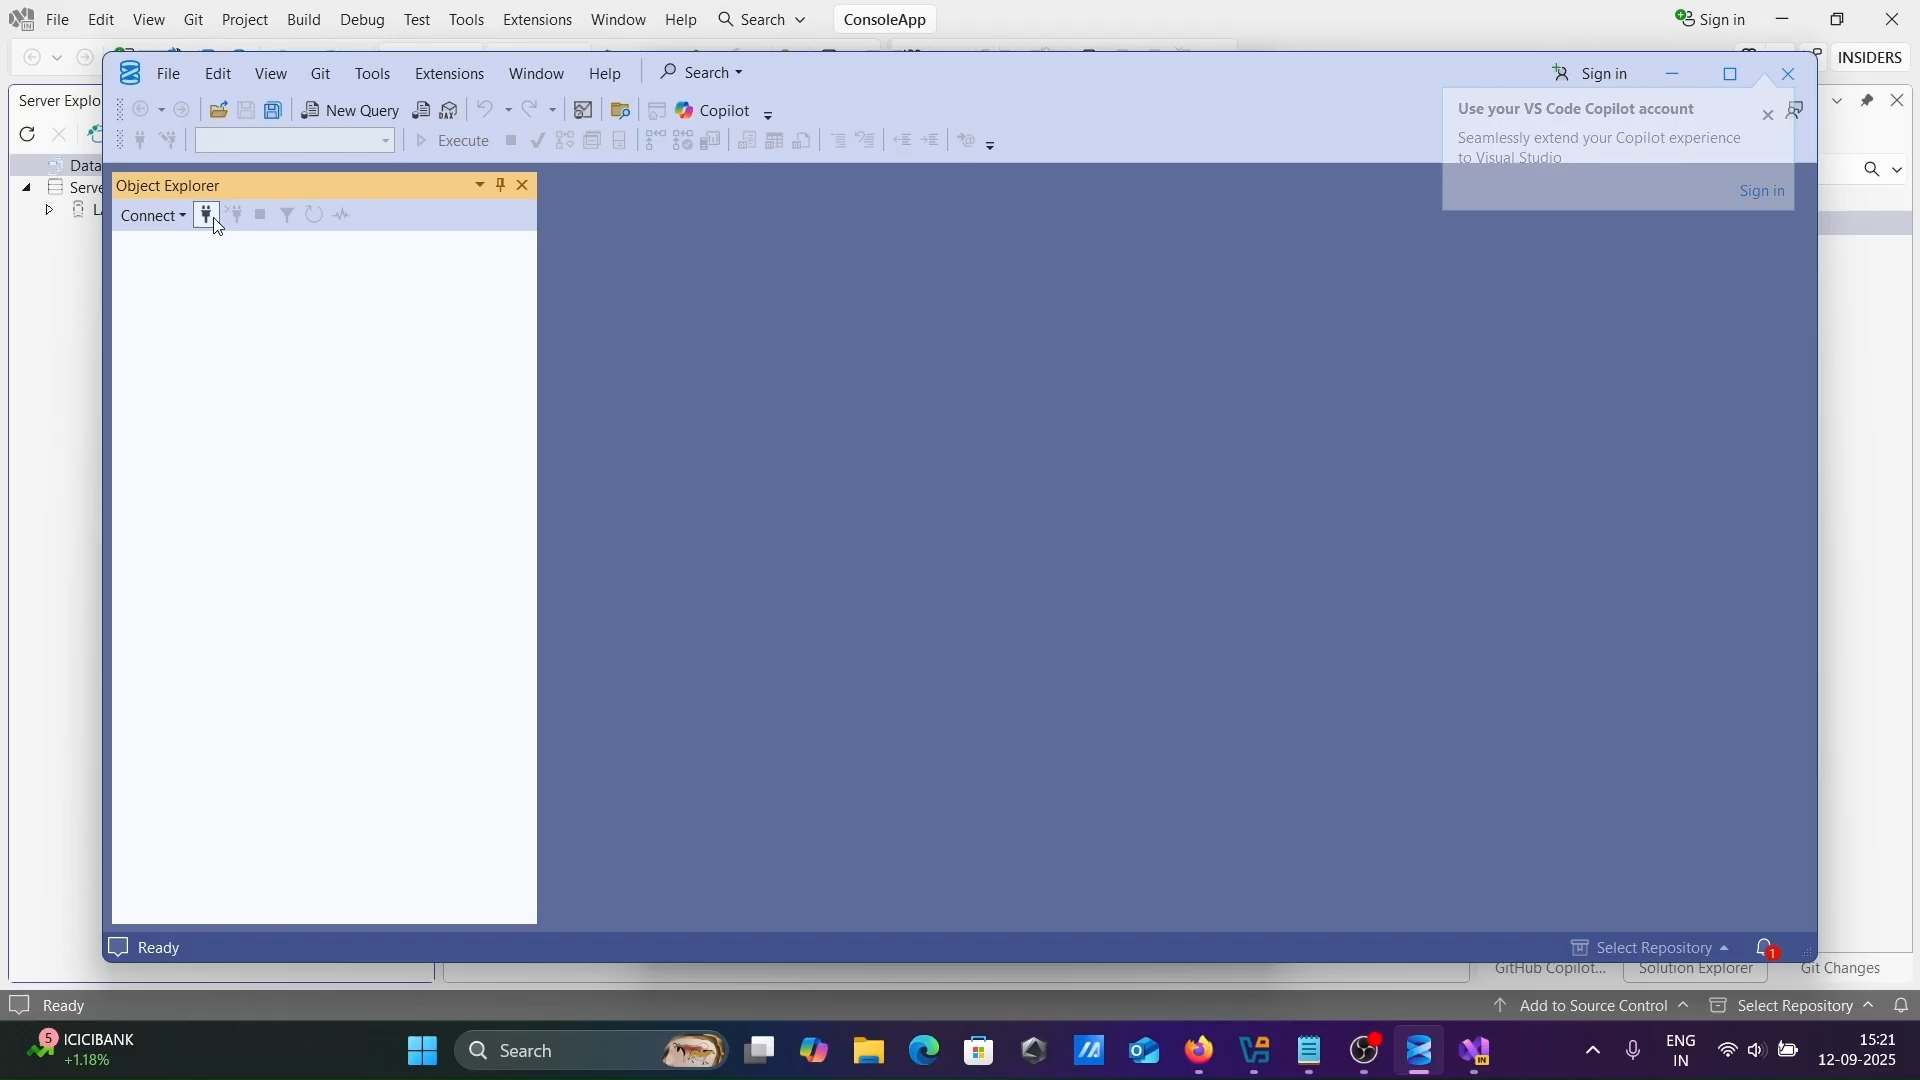 File Edit View Git Project Build Debug Test Tools Extensions Window Help Search ConsoleApp Sign in
INSIDERS
File Edit View Git Tools Extensions Window Help Search Sign in
Server Explo
New Query Copilot
Use your VS Code Copilot account
Execute
Seamlessly extend your Copilot experience
to Visual Studio
Data
Object Explorer
Serve
Sign in
Connect
Ready Select Repository 1
GitHub Copilot... Solution Explorer Git Changes
Ready Add to Source Control Select Repository
5 ICICIBANK
+1.18%
Search
ENG
IN
15:21
12-09-2025